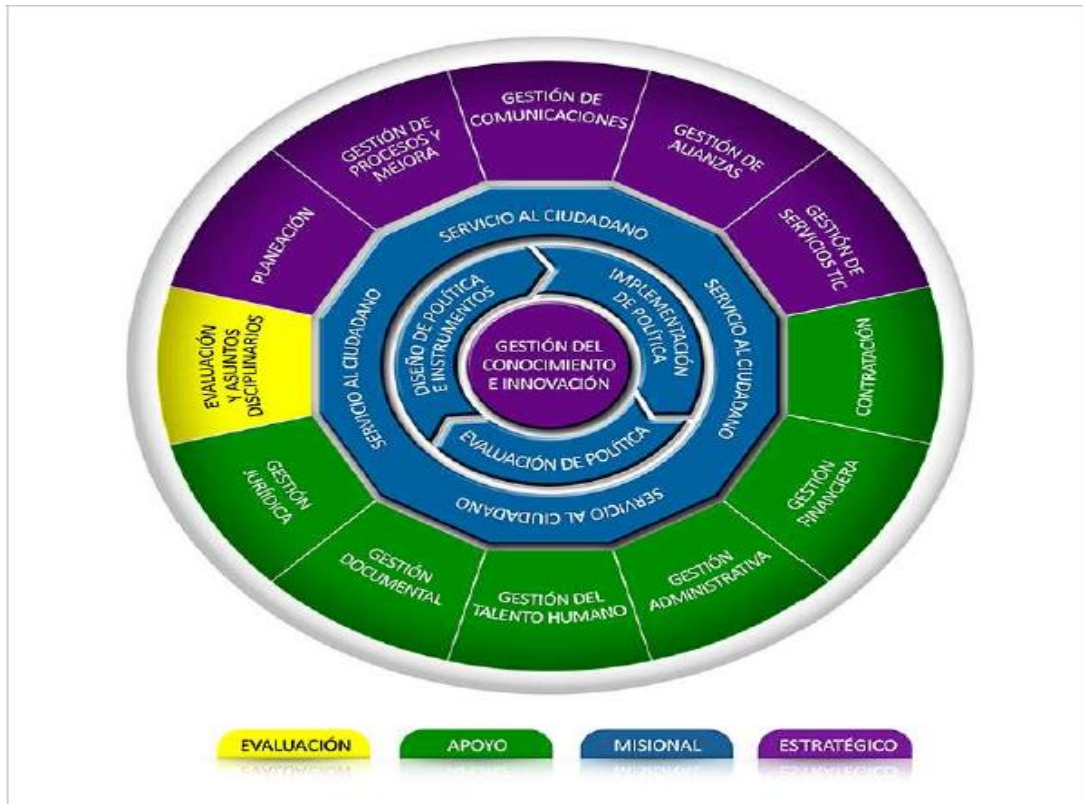 GESTIÓN DE
COMUNICACIONES
GESTIÓN DE
ALIANZAS
GESTIÓN DE
SERVICIOS TIC
CONTRATACIÓN
GESTIÓN
FINANCIERA
GESTIÓN
ADMINISTRATIVA
GESTIÓN DEL
TALENTO HUMANO
GESTIÓN
DOCUMENTAL
GESTIÓN
JURÍDICA
EVALUACIÓN
Y ASUNTOS
DISCIPLINARIOS
PLANEACIÓN
GESTIÓN DE
PROCESOS Y
MEJORA
SERVICIO AL CIUDADANO
SERVICIO AL CIUDADANO
SERVICIO AL CIUDADANO
SERVICIO AL CIUDADANO
DISEÑO DE POLÍTICA
E INSTRUMENTOS
IMPLEMENTACIÓN
DE POLÍTICA
EVALUACIÓN DE POLÍTICA
GESTIÓN DEL
CONOCIMIENTO
E INNOVACIÓN
EVALUACIÓN
APOYO
MISIONAL
ESTRATÉGICO